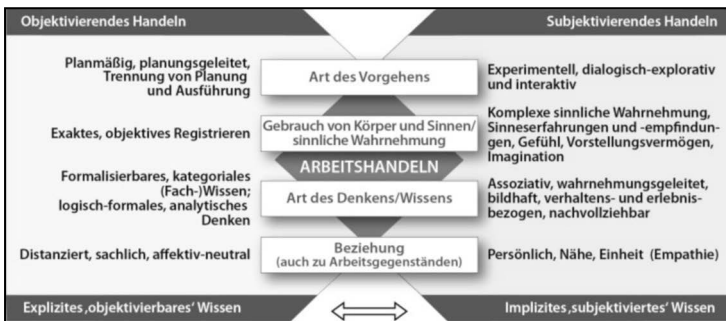 Objektivierendes Handeln
Subjektivierendes Handeln
Planmäßig, planungsgeleitet,
Trennung von Planung
und Ausführung
Art des Vorgehens
Experimentell, dialogisch-explorativ
und interaktiv
Exaktes, objektives Registrieren
Gebrauch von Körper und Sinnen/
sinnliche Wahrnehmung
Komplexe sinnliche Wahrnehmung,
Sinneserfahrungen und -empfindun-
gen, Gefühl, Vorstellungsvermögen,
Imagination
ARBEITSHANDELN
Formalisierbares, kategoriales
(Fach-)Wissen;
logisch-formales, analytisches
Denken
Art des Denkens/Wissens
Assoziativ, wahrnehmungsgeleitet,
bildhaft, verhaltens- und erlebnis-
bezogen, nachvollziehbar
Distanziert, sachlich, affektiv-neutral
Beziehung
(auch zu Arbeitsgegenständen)
Persönlich, Nähe, Einheit (Empathie)
Explizites ‚objektivierbares‘ Wissen
Implizites ‚subjektiviertes‘ Wissen